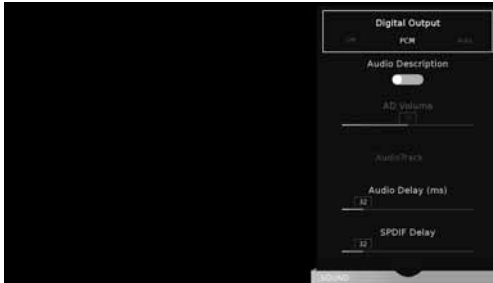 Digital Output
Off PCM Auto
Audio Description
AD Volume
AudioTrack
Audio Delay (ms)
32
SPDIF Delay
32
SOUND